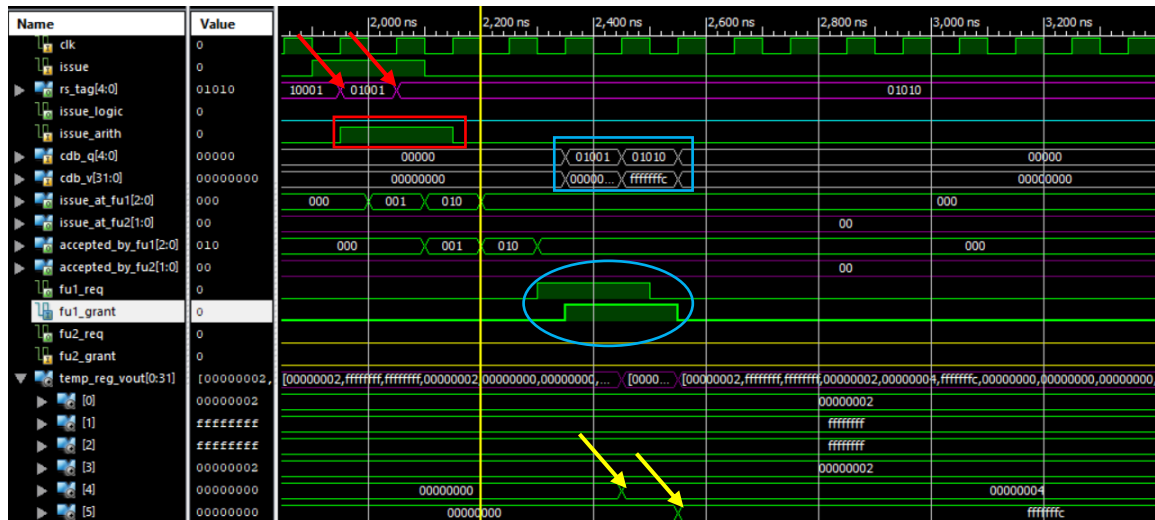 Name Value 2,000 ns 2,200 ns 2,400 ns 2,600 ns 2,800 ns 3,000 ns 3,200 ns
clk 0
issue 0
rs_tag[4:0] 01010 10001 01001 01010
issue_logic 0
issue_arith 0
cdb_q[4:0] 00000 00000 01001 01010 00000
cdb_v[31:0] 00000000 00000000 00000... fffffffc 00000000
issue_at_fu1[2:0] 000 000 001 010 000
issue_at_fu2[1:0] 00 00
accepted_by_fu1[2:0] 010 000 001 010 000
accepted_by_fu2[1:0] 00 00
fu1_req 0
fu1_grant 0
fu2_req 0
fu2_grant 0
temp_reg_vout[0:31] [00000002, [00000002,ffffffff,ffffffff,00000002,00000000,00000000,... [0000... [00000002,ffffffff,ffffffff,00000002,00000004,fffffffc,00000000,00000000,00000000,
[0] 00000002 00000002
[1] ffffffff ffffffff
[2] ffffffff ffffffff
[3] 00000002 00000002
[4] 00000000 00000000 00000004
[5] 00000000 00000000 fffffffc